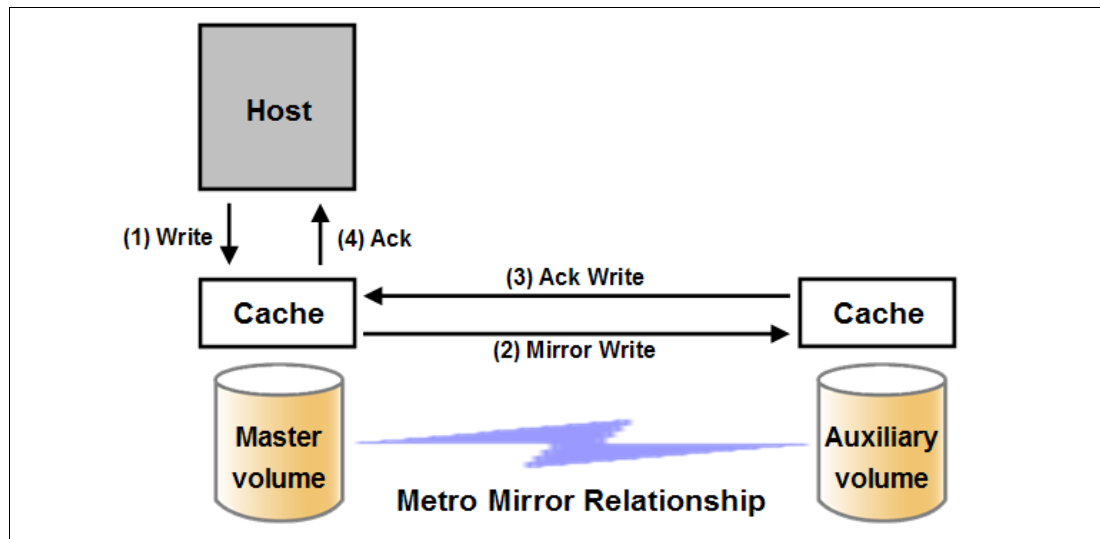 Host
(1) Write
(4) Ack
(3) Ack Write
Cache
Cache
(2) Mirror Write
Master
volume
Auxiliary
volume
Metro Mirror Relationship